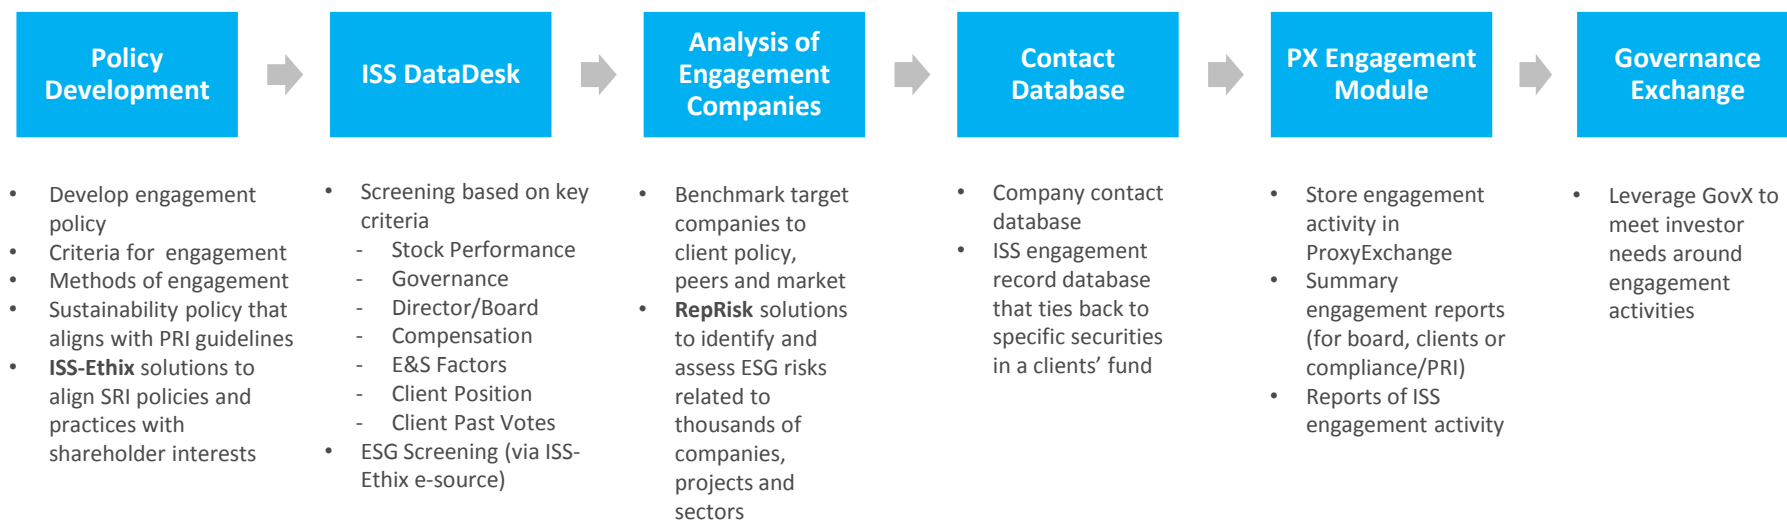 Policy
Development
ISS DataDesk
Analysis of
Engagement
Companies
Contact
Database
PX Engagement
Module
Governance
Exchange
• Develop engagement
policy
• Criteria for engagement
• Methods of engagement
• Sustainability policy that
aligns with PRI guidelines
• ISS-Ethix solutions to
align SRI policies and
practices with
shareholder interests
• Screening based on key
criteria
- Stock Performance
- Governance
- Director/Board
- Compensation
- E&S Factors
- Client Position
- Client Past Votes
• ESG Screening (via ISS-
Ethix e-source)
• Benchmark target
companies to
client policy,
peers and market
• RepRisk solutions
to identify and
assess ESG risks
related to
thousands of
companies,
projects and
sectors
• Company contact
database
• ISS engagement
record database
that ties back to
specific securities
in a clients’ fund
• Store engagement
activity in
ProxyExchange
• Summary
engagement reports
(for board, clients or
compliance/PRI)
• Reports of ISS
engagement activity
• Leverage GovX to
meet investor
needs around
engagement
activities